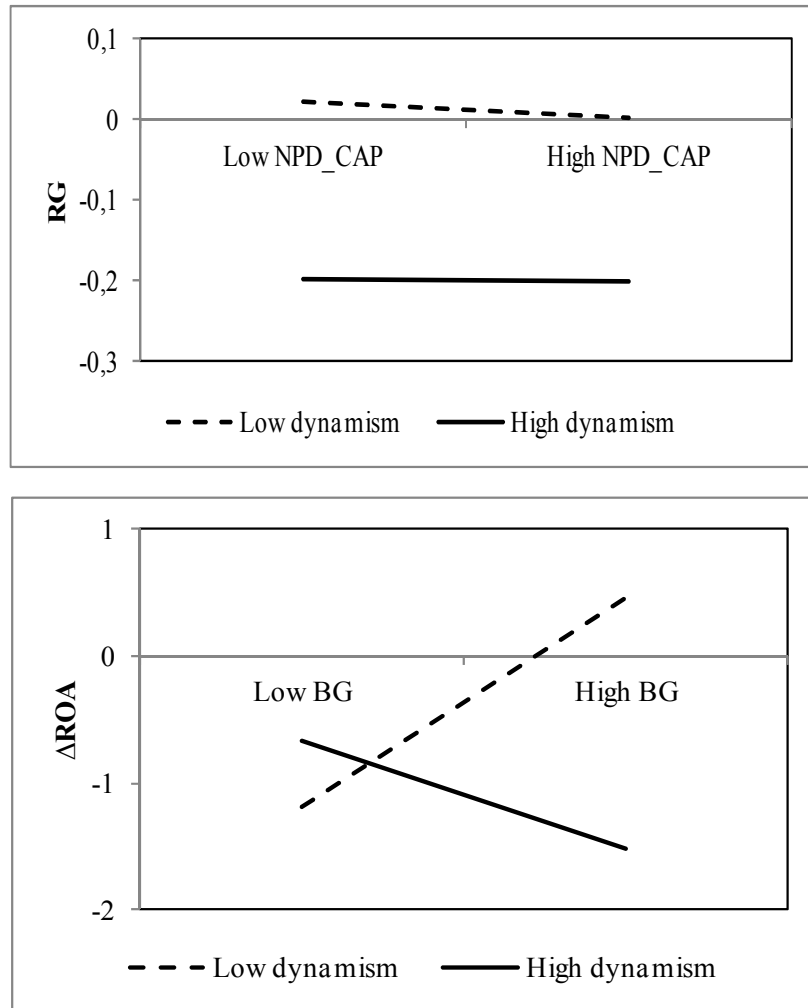 0,1
0
Low NPD_CAP High NPD_CAP
-0,1
RG
-0,2
-0,3
Low dynamism High dynamism
1
0
Low BG High BG
ΔROA
-1
-2
Low dynamism High dynamism